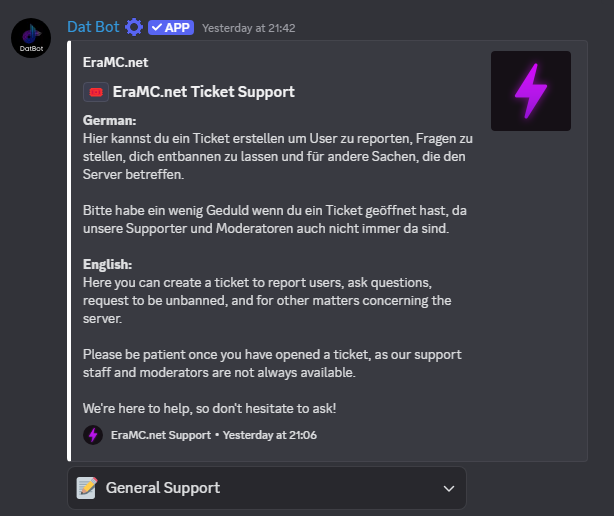 Dat Bot APP Yesterday at 21:42
DatBot
EraMC.net
EraMC.net Ticket Support
German:
Hier kannst du ein Ticket erstellen um User zu reporten, Fragen zu
stellen, dich entbannen zu lassen und für andere Sachen, die den
Server betreffen.
Bitte habe ein wenig Geduld wenn du ein Ticket geöffnet hast, da
unsere Supporter und Moderatoren auch nicht immer da sind.
English:
Here you can create a ticket to report users, ask questions,
request to be unbanned, and for other matters concerning the
server.
Please be patient once you have opened a ticket, as our support
staff and moderators are not always available.
We're here to help, so don't hesitate to ask!
EraMC.net Support • Yesterday at 21:06
General Support